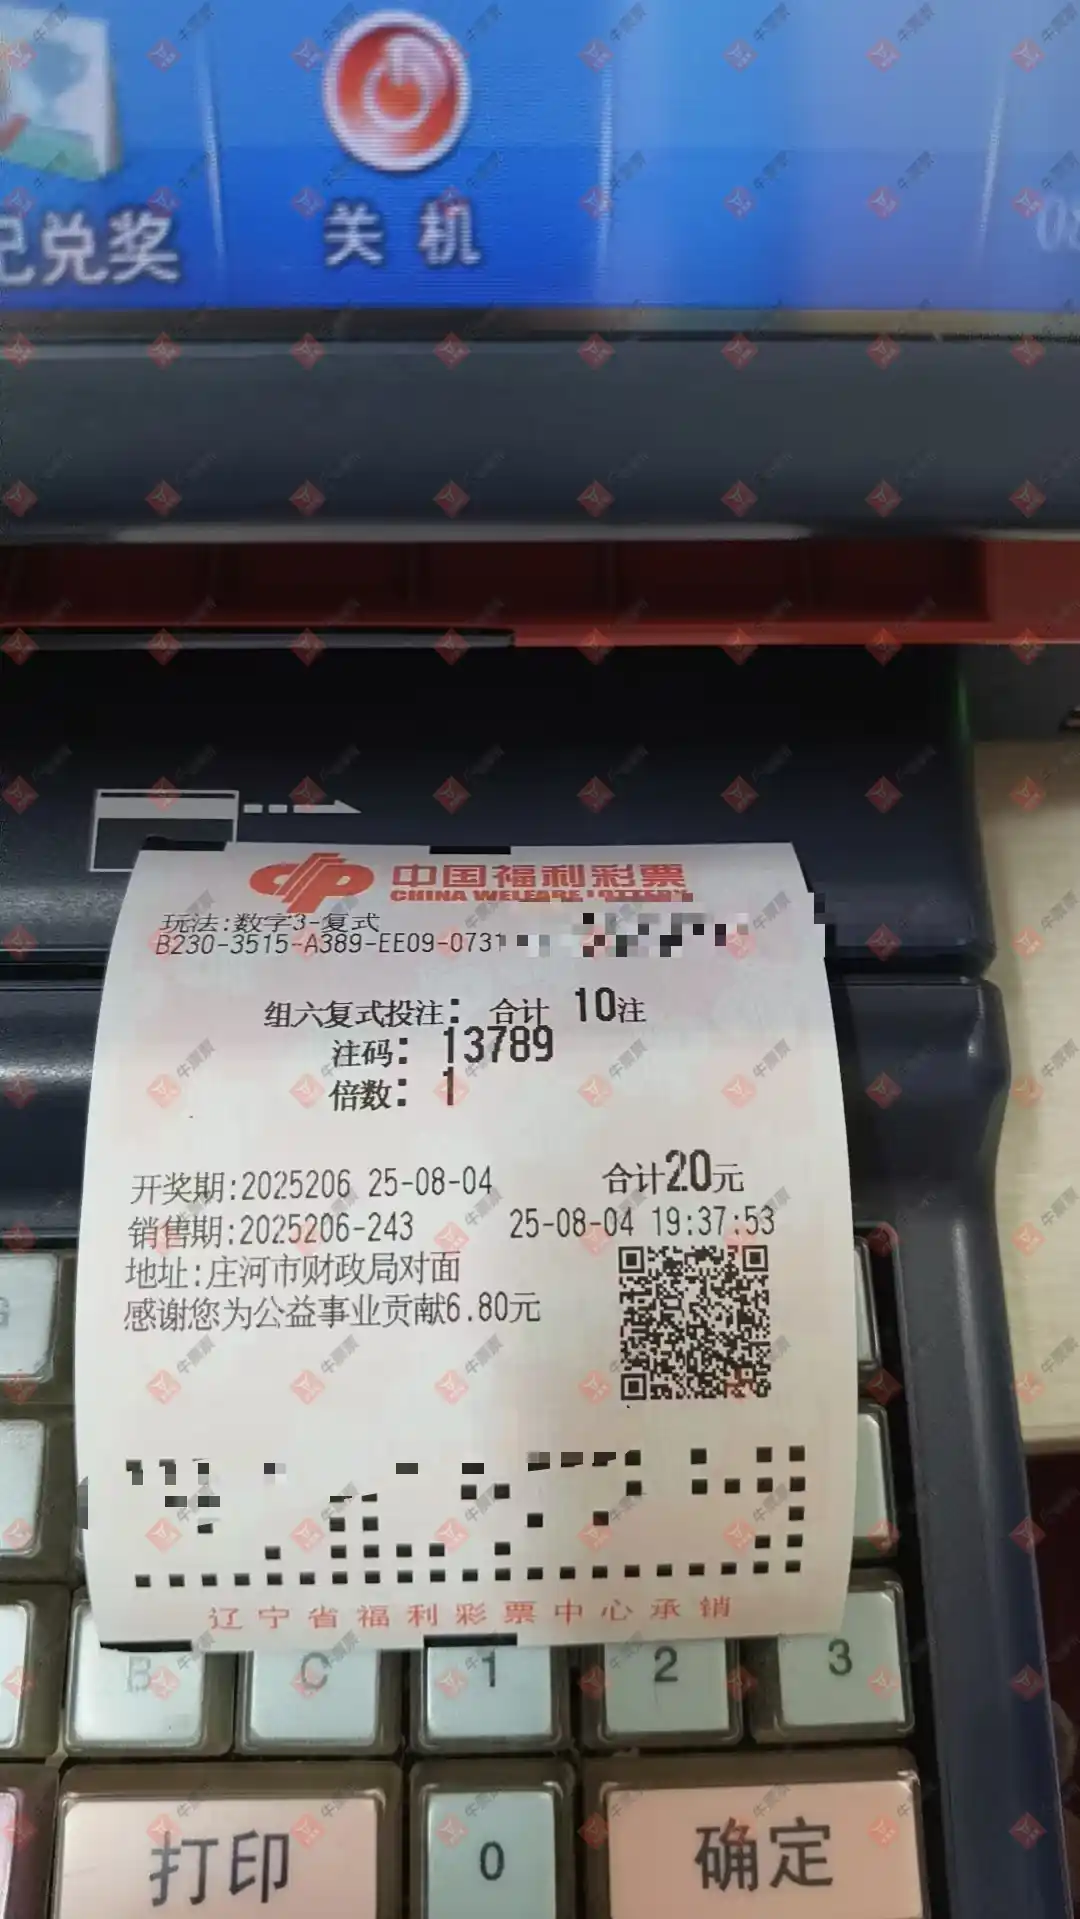 记兑奖
关 机
08
中国福利彩票
CHINA WELFARE LOTTERY
玩法:数字3-复式
B230-3515-A389-EE09-0731
组六复式投注: 合计 10注
注码: 13789
倍数: 1
开奖期:2025206 25-08-04 合计20元
销售期:2025206-243 25-08-04 19:37:53
地址:庄河市财政局对面
感谢您为公益事业贡献6.80元
辽宁省福利彩票中心承销
B C 1 2 3
打印 0 确定
牛票票